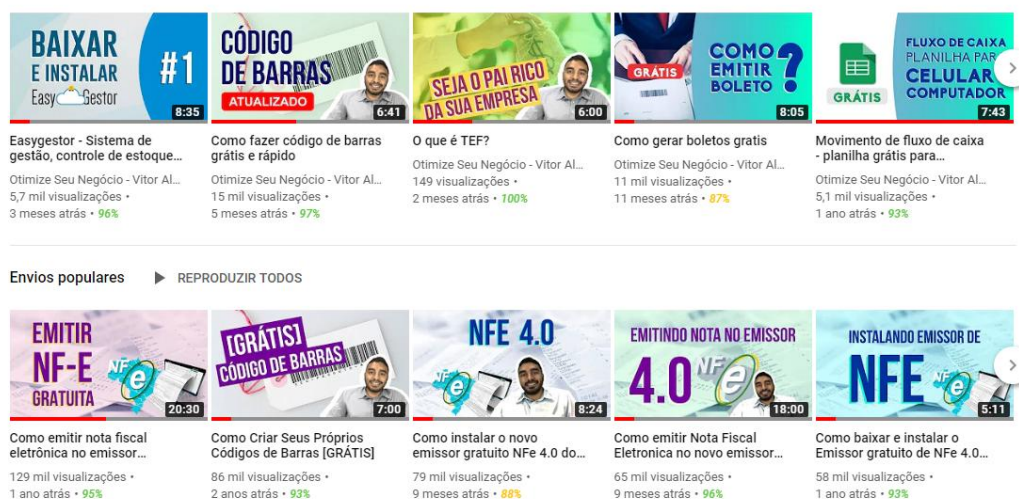 BAIXAR
E INSTALAR
EasyGestor
#1
8:35
CÓDIGO
DE BARRAS
ATUALIZADO
6:41
SEJA O PAI RICO
DA SUA EMPRESA
6:00
GRÁTIS
COMO
EMITIR
BOLETO
?
8:05
GRÁTIS
FLUXO DE CAIXA
PLANILHA PAR
CELULAR
COMPUTADOR
7:43
Easygestor - Sistema de
gestão, controle de estoque...
Otimize Seu Negócio - Vitor Al...
5,7 mil visualizações •
3 meses atrás • 96%
Como fazer código de barras
grátis e rápido
Otimize Seu Negócio - Vitor Al...
15 mil visualizações •
5 meses atrás • 97%
O que é TEF?
Otimize Seu Negócio - Vitor Al...
149 visualizações •
2 meses atrás • 100%
Como gerar boletos gratis
Otimize Seu Negócio - Vitor Al...
11 mil visualizações •
11 meses atrás • 87%
Movimento de fluxo de caixa
- planilha grátis para...
Otimize Seu Negócio - Vitor Al...
5,1 mil visualizações •
1 ano atrás • 93%
Envios populares
REPRODUZIR TODOS
EMITIR
NF-E
GRATUITA
NFe
20:30
[GRÁTIS]
CÓDIGO DE BARRAS
7:00
NFE 4.0
NFe
8:24
EMITINDO NOTA NO EMISSOR
4.0
NFe
18:00
INSTALANDO EMISSOR DE
NFE
NFe
5:11
Como emitir nota fiscal
eletrônica no emissor...
129 mil visualizações •
1 ano atrás • 95%
Como Criar Seus Próprios
Códigos de Barras [GRÁTIS]
86 mil visualizações •
2 anos atrás • 93%
Como instalar o novo
emissor gratuito NFe 4.0 do...
79 mil visualizações •
9 meses atrás • 88%
Como emitir Nota Fiscal
Eletronica no novo emissor...
65 mil visualizações •
9 meses atrás • 96%
Como baixar e instalar o
Emissor gratuito de NFe 4.0...
58 mil visualizações •
1 ano atrás • 93%